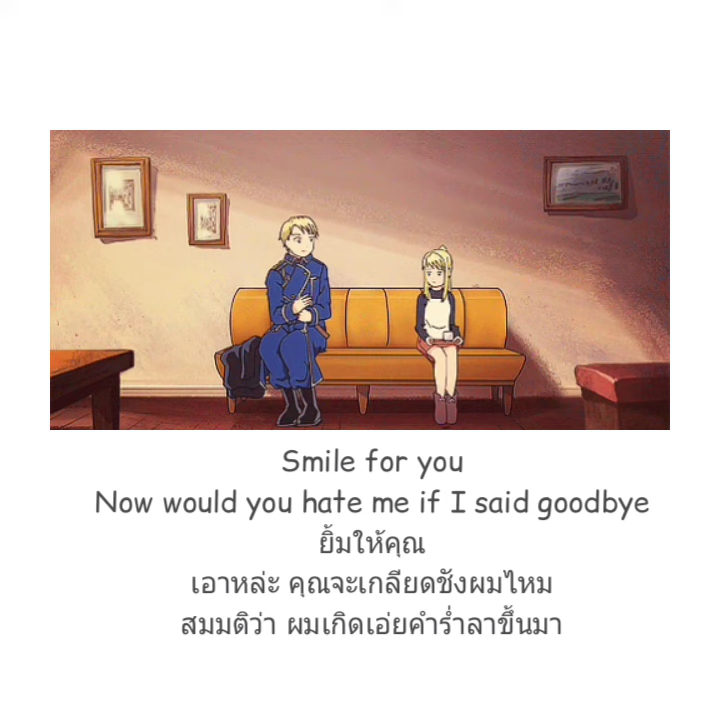 Smile for you
Now would you hate me if I said goodbye
ยิ้มให้คุณ
เอาหล่ะ คุณจะเกลียดชังผมไหม
สมมติว่า ผมเกิดเอ่ยคำร่ำลาขึ้นมา